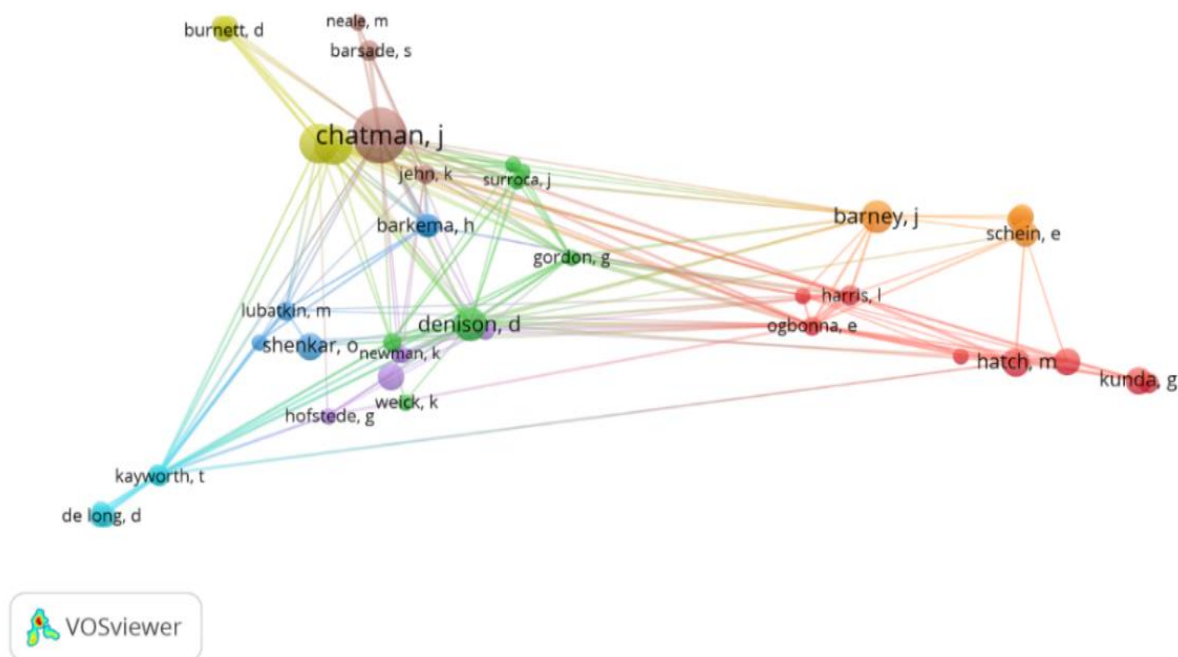 burnett, d
neale, m
barsade, s
chatman, j
jehn, k
surroca, j
barkema, h
barney, j
schein, e
gordon, g
lubatkin, m
harris, l
denison, d
ogbonna, e
shenkar, o
newman, k
hatch, m
kunda, g
weick, k
hofstede, g
kayworth, t
de long, d
VOSviewer